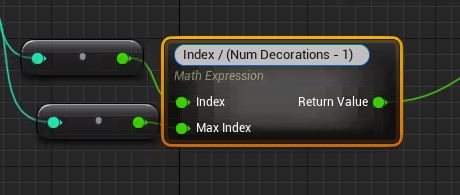 Index / (Num Decorations - 1)
Math Expression
Index
Return Value
Max Index